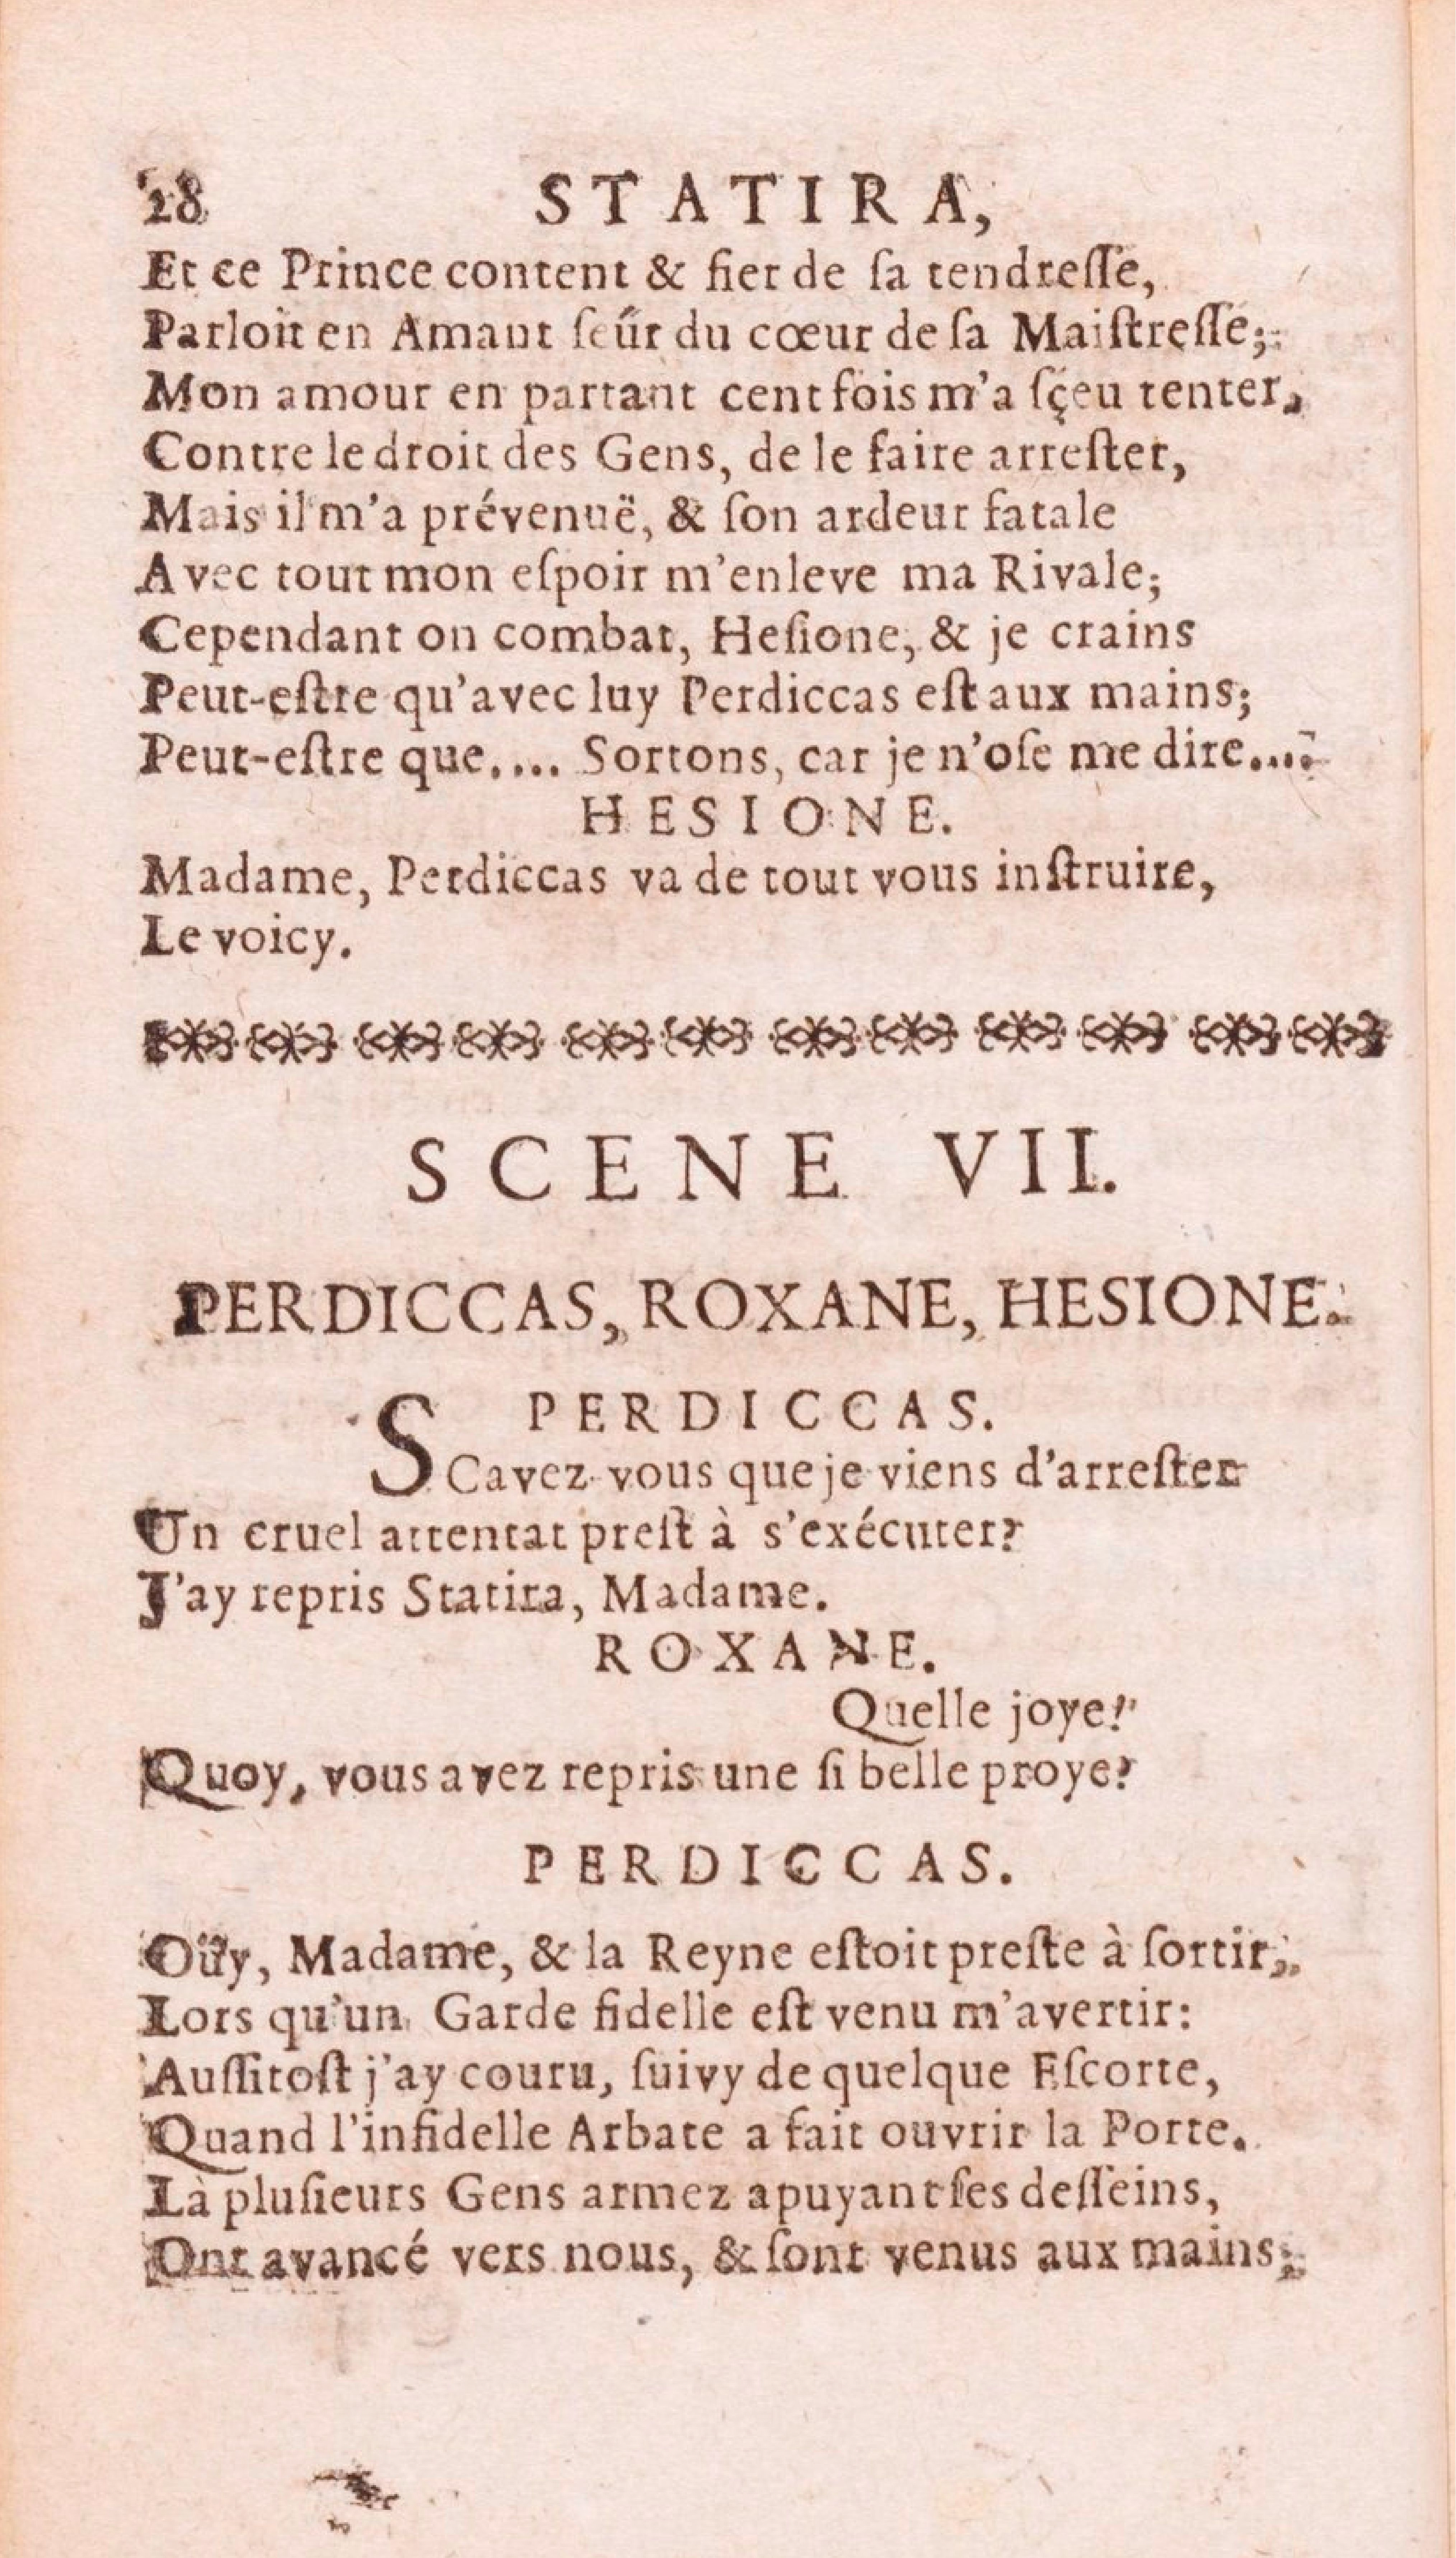 28 STATIRA,
Et ce Prince content & fier de ſa tendreſſe,
Parloit en Amant ſeûr du cœur de ſa Maiſtreſſe;
Mon amour en partant cent fois m'a ſçeu tenter,
Contre le droit des Gens, de le faire arreſter,
Mais il m'a prévenuë, & ſon ardeur fatale
Avec tout mon eſpoir m'enleve ma Rivale;
Cependant on combat, Heſione, & je crains
Peut-eſtre qu'avec luy Perdiccas eſt aux mains;
Peut-eſtre que.... Sortons, car je n'oſe me dire....
HESIONE.
Madame, Perdiccas va de tout vous inſtruire,
Le voicy.
SCENE VII.
PERDICCAS, ROXANE, HESIONE.
PERDICCAS.
SCavez-vous que je viens d'arreſter
Un cruel attentat preſt à s'exécuter?
J'ay repris Statira, Madame.
ROXANE.
Quelle joye!
Quoy, vous avez repris une ſi belle proye?
PERDICCAS.
Oüy, Madame, & la Reyne eſtoit preſte à ſortir,
Lors qu'un Garde fidelle eſt venu m'avertir:
Auſſitoſt j'ay couru, ſuivy de quelque Eſcorte,
Quand l'infidelle Arbate a fait ouvrir la Porte.
Là pluſieurs Gens armez apuyant ſes deſſeins,
Ont avancé vers nous, & ſont venus aux mains;